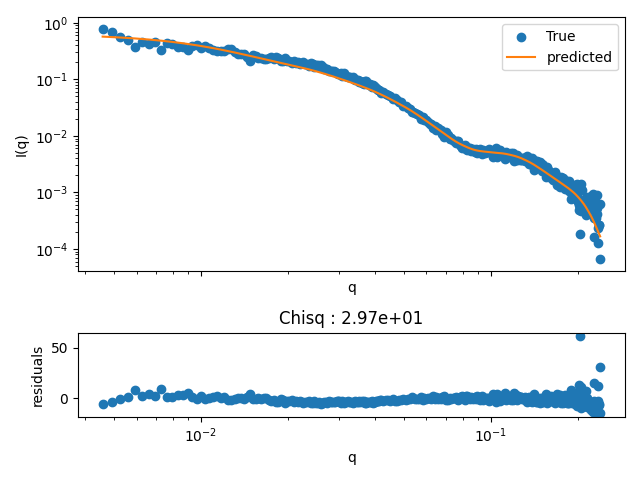 10⁰
10⁻¹
10⁻²
10⁻³
10⁻⁴
I(q)
True
predicted
q
Chisq : 2.97e+01
50
0
residuals
10⁻²
10⁻¹
q